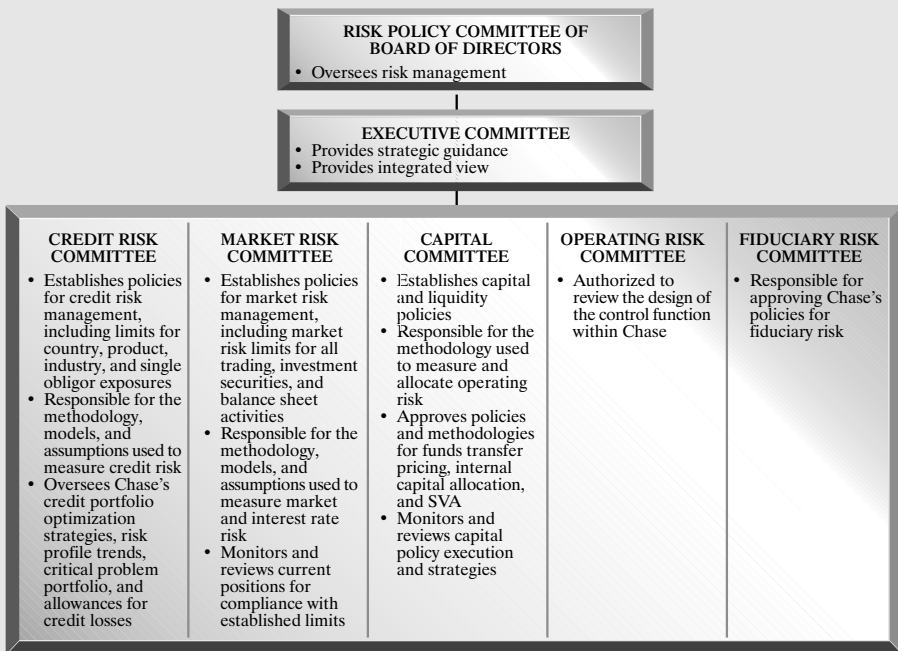 RISK POLICY COMMITTEE OF
BOARD OF DIRECTORS
• Oversees risk management
EXECUTIVE COMMITTEE
• Provides strategic guidance
• Provides integrated view
CREDIT RISK
COMMITTEE
• Establishes policies
for credit risk
management,
including limits for
country, product,
industry, and single
obligor exposures
• Responsible for the
methodology,
models, and
assumptions used to
measure credit risk
• Oversees Chase's
credit portfolio
optimization
strategies, risk
profile trends,
critical problem
portfolio, and
allowances for
credit losses
MARKET RISK
COMMITTEE
• Establishes policies
for market risk
management,
including market
risk limits for all
trading, investment
securities, and
balance sheet
activities
• Responsible for the
methodology,
models, and
assumptions used to
measure market
and interest rate
risk
• Monitors and
reviews current
positions for
compliance with
established limits
CAPITAL
COMMITTEE
• Establishes capital
and liquidity
policies
• Responsible for the
methodology used
to measure and
allocate operating
risk
• Approves policies
and methodologies
for funds transfer
pricing, internal
capital allocation,
and SVA
• Monitors and
reviews capital
policy execution
and strategies
OPERATING RISK
COMMITTEE
• Authorized to
review the design of
the control function
within Chase
FIDUCIARY RISK
COMMITTEE
• Responsible for
approving Chase's
policies for
fiduciary risk